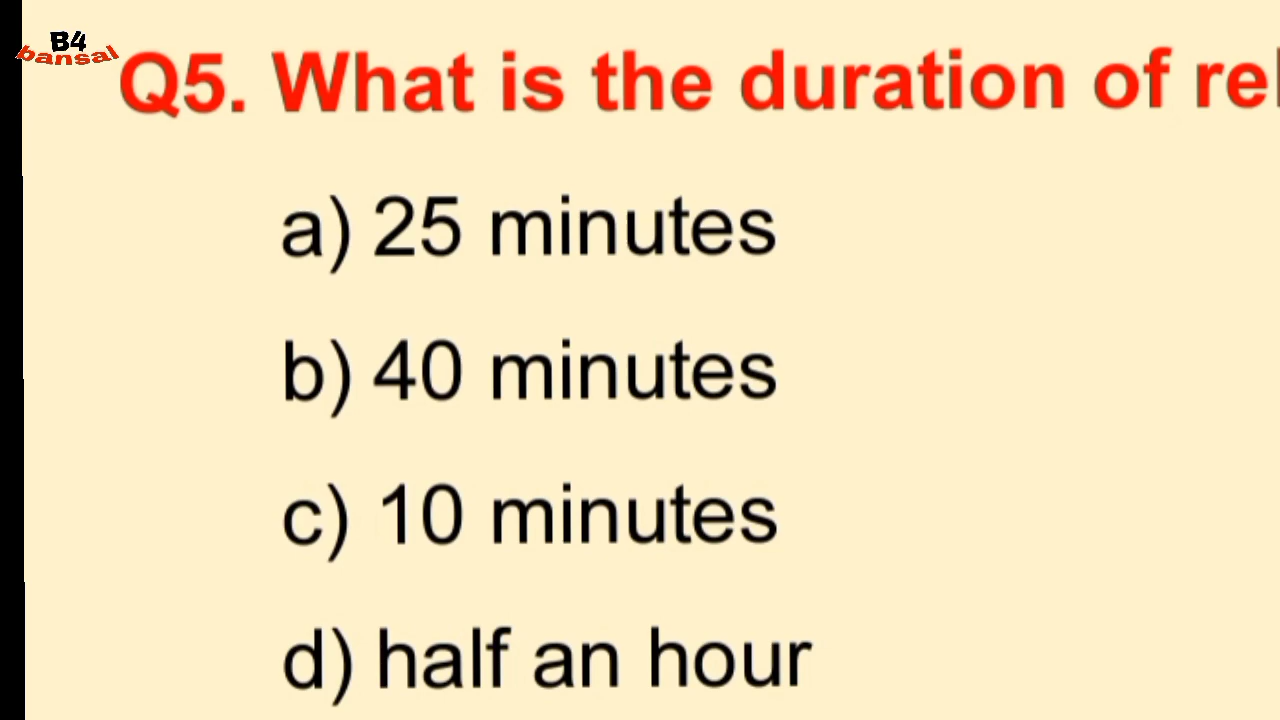 B4
bansal
Q5. What is the duration of
a) 25 minutes
b) 40 minutes
c) 10 minutes
d) half an hour